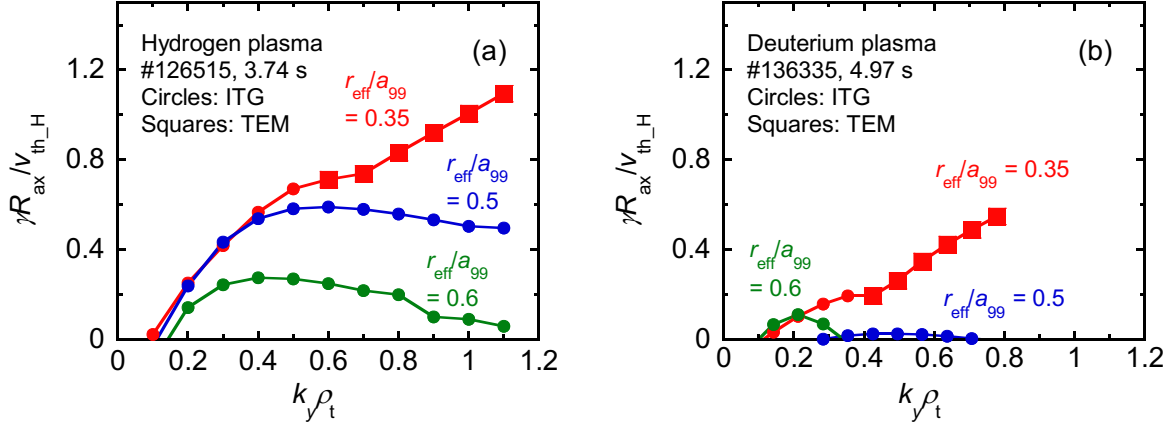 Hydrogen plasma
#126515, 3.74 s
Circles: ITG
Squares: TEM
(a)
r_eff/a_99
= 0.35
r_eff/a_99
= 0.5
r_eff/a_99
= 0.6
γR_ax/v_th_H
1.2
0.8
0.4
0
0 0.2 0.4 0.6 0.8 1 1.2
k_yρ_t
Deuterium plasma
#136335, 4.97 s
Circles: ITG
Squares: TEM
(b)
r_eff/a_99 = 0.35
r_eff/a_99
= 0.6
r_eff/a_99 = 0.5
γR_ax/v_th_H
1.2
0.8
0.4
0
0 0.2 0.4 0.6 0.8 1 1.2
k_yρ_t